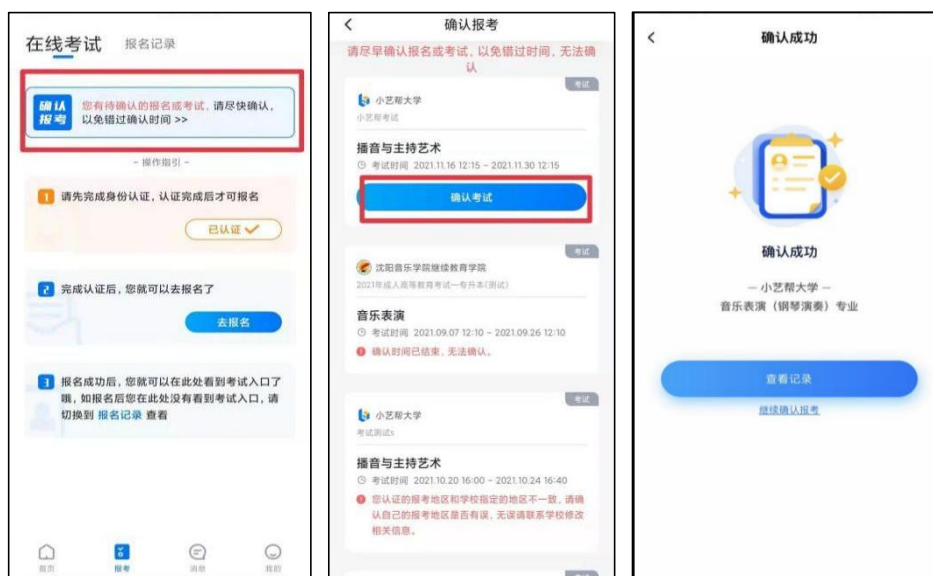 在线考试 报名记录
确认
报考
您有待确认的报名或考试，请尽快确认，
以免错过确认时间 >>
- 操作指引 -
1 请先完成身份认证，认证完成后才可报名
已认证
2 完成认证后，您就可以去报名了
去报名
3 报名成功后，您就可以在此处看到考试入口了
哦，如报名后您在此处没有看到考试入口，请
切换到 报名记录 查看
首页 报考 消息 我的
确认报考
请尽早确认报名或考试，以免错过时间，无法确
认
考试
小艺帮大学
小艺帮考试
播音与主持艺术
考试时间 2021.11.16 12:15 - 2021.11.30 12:15
确认考试
考试
沈阳音乐学院继续教育学院
2021年成人高等教育考试—专升本(测试)
音乐表演
考试时间 2021.09.07 12:10 - 2021.09.26 12:10
确认时间已结束，无法确认。
考试
小艺帮大学
考试测试s
播音与主持艺术
考试时间 2021.10.20 16:00 - 2021.10.24 16:40
您认证的报考地区和学校指定的地区不一致，请确
认自己的报考地区是否有误，无误请联系学校修改
相关信息。
确认成功
确认成功
— 小艺帮大学 —
音乐表演（钢琴演奏）专业
查看记录
继续确认报考